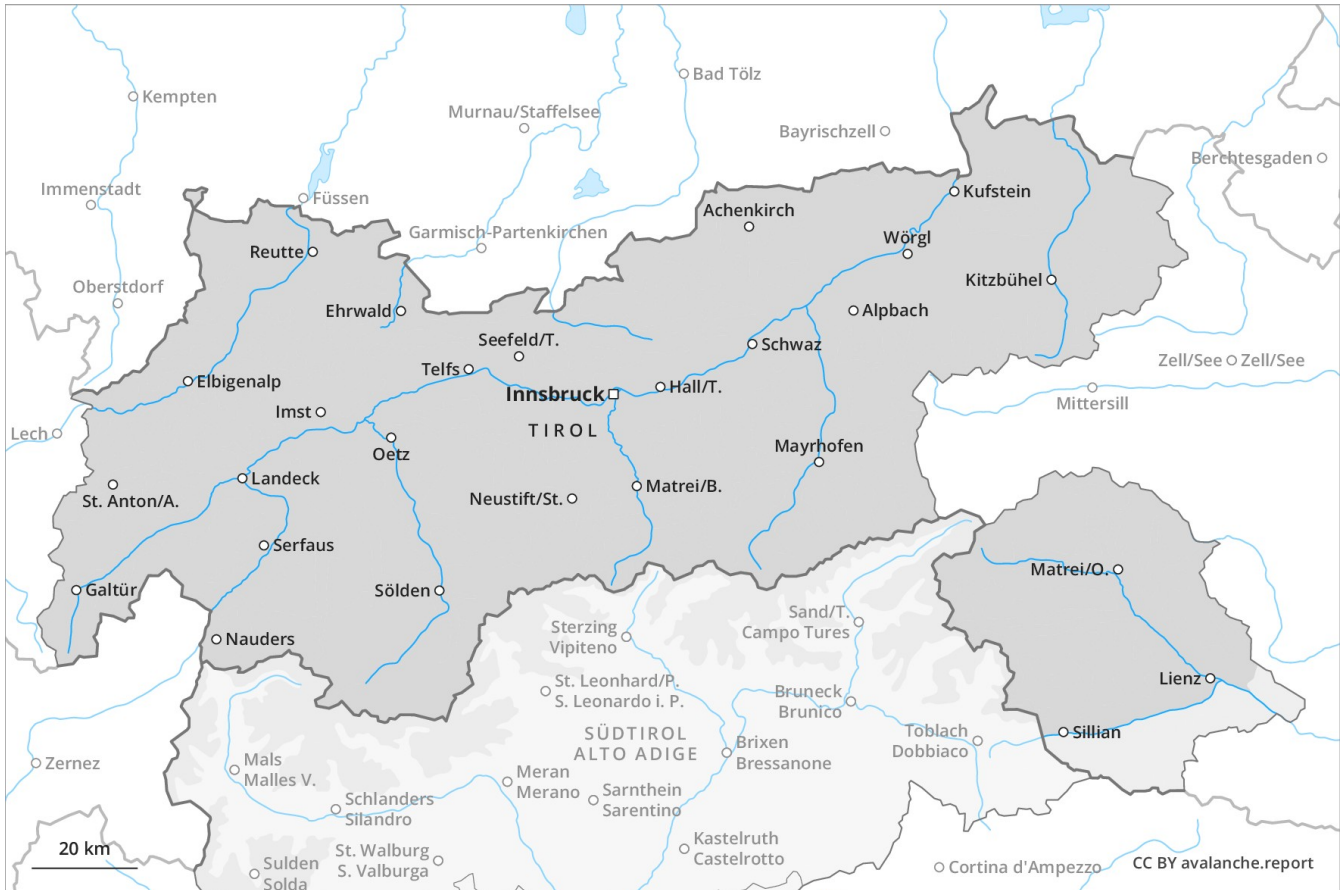 Bad Tölz
Kempten
Murnau/Staffelsee
Bayrischzell
Berchtesgaden
Immenstadt
Füssen
Kufstein
Achenkirch
Garmisch-Partenkirchen
Wörgl
Reutte
Kitzbühel
Oberstdorf
Ehrwald
Alpbach
Seefeld/T.
Schwaz
Zell/See
Zell/See
Telfs
Elbigenalp
Hall/T.
Innsbruck
Mittersill
Imst
TIROL
Lech
Mayrhofen
Oetz
Landeck
Matrei/B.
St. Anton/A.
Neustift/St.
Serfaus
Matrei/O.
Galtür
Sölden
Sand/T.
Campo Tures
Nauders
Sterzing
Vipiteno
Lienz
St. Leonhard/P.
S. Leonardo i. P.
Bruneck
Brunico
Toblach
Dobbiaco
Sillian
SÜDTIROL
ALTO ADIGE
Brixen
Bressanone
Zernez
Mals
Malles V.
Meran
Merano
Sarnthein
Sarentino
Schlanders
Silandro
Kastelruth
Castelrotto
20 km
St. Walburg
S. Valburga
Sulden
Solda
Cortina d'Ampezzo
CC BY avalanche.report